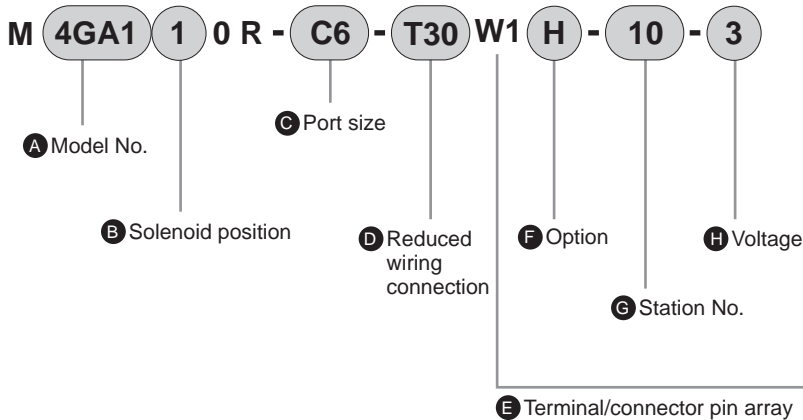 M 4GA1 1 0 R - C6 - T30 W1 H - 10 - 3
C Port size
A Model No.
B Solenoid position
D Reduced
wiring
connection
F Option
H Voltage
G Station No.
E Terminal/connector pin array